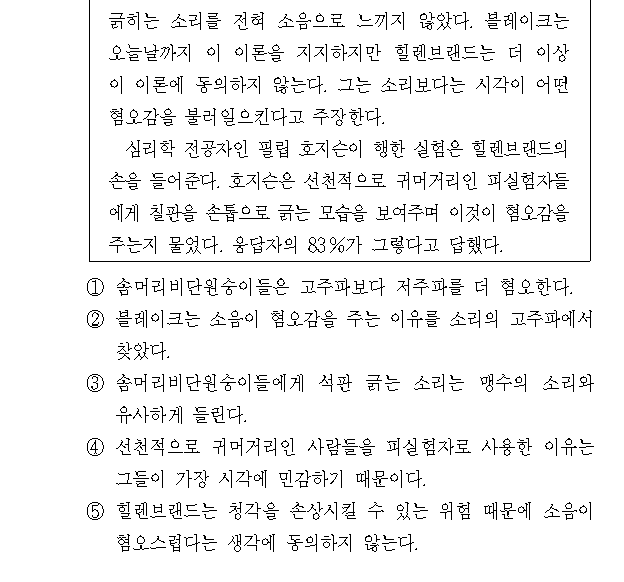 긁히는 소리를 전혀 소음으로 느끼지 않았다. 블레이크는
오늘날까지 이 이론을 지지하지만 힐렌브랜드는 더 이상
이 이론에 동의하지 않는다. 그는 소리보다는 시각이 어떤
혐오감을 불러일으킨다고 주장한다.
심리학 전공자인 필립 호지슨이 행한 실험은 힐렌브랜드의
손을 들어준다. 호지슨은 선천적으로 귀머거리인 피실험자들
에게 칠판을 손톱으로 긁는 모습을 보여주며 이것이 혐오감을
주는지 물었다. 응답자의 83%가 그렇다고 답했다.
① 솜머리비단원숭이들은 고주파보다 저주파를 더 혐오한다.
② 블레이크는 소음이 혐오감을 주는 이유를 소리의 고주파에서
찾았다.
③ 솜머리비단원숭이들에게 석판 긁는 소리는 맹수의 소리와
유사하게 들린다.
④ 선천적으로 귀머거리인 사람들을 피실험자로 사용한 이유는
그들이 가장 시각에 민감하기 때문이다.
⑤ 힐렌브랜드는 청각을 손상시킬 수 있는 위험 때문에 소음이
혐오스럽다는 생각에 동의하지 않는다.